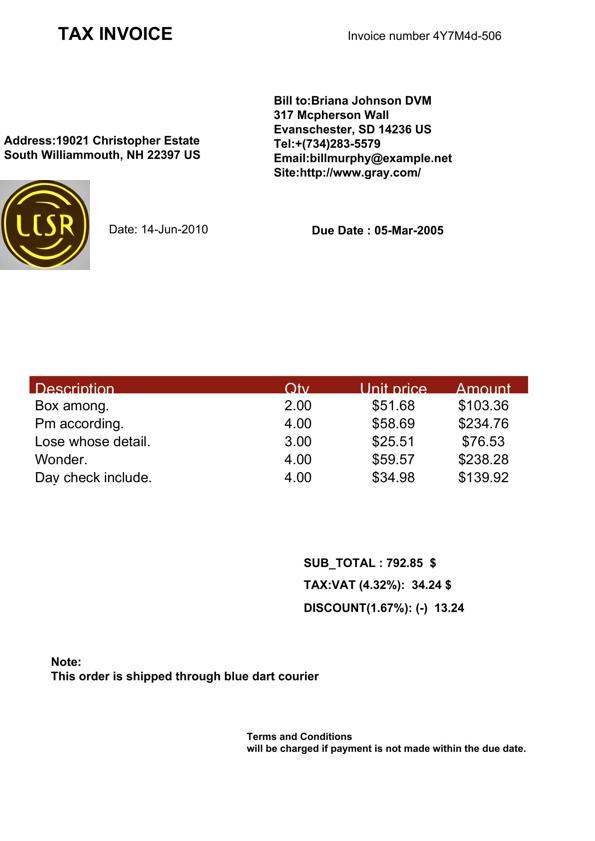 TAX INVOICE
Invoice number 4Y7M4d-506
Bill to:Briana Johnson DVM
317 Mcpherson Wall
Evanschester, SD 14236 US
Tel:+(734)283-5579
Email:billmurphy@example.net
Site:http://www.gray.com/
Address:19021 Christopher Estate
South Williammouth, NH 22397 US
LCSR
Date: 14-Jun-2010
Due Date : 05-Mar-2005
Description Qty Unit price Amount
Box among. 2.00 $51.68 $103.36
Pm according. 4.00 $58.69 $234.76
Lose whose detail. 3.00 $25.51 $76.53
Wonder. 4.00 $59.57 $238.28
Day check include. 4.00 $34.98 $139.92
SUB_TOTAL : 792.85 $
TAX:VAT (4.32%): 34.24 $
DISCOUNT(1.67%): (-) 13.24
Note:
This order is shipped through blue dart courier
Terms and Conditions
will be charged if payment is not made within the due date.